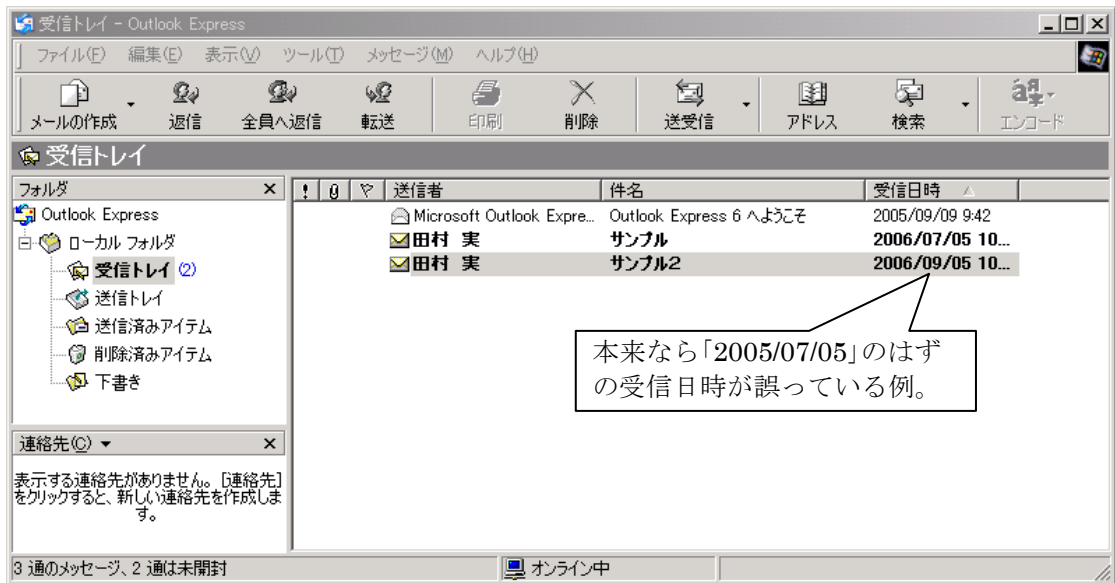 受信トレイ - Outlook Express
ファイル(F) 編集(E) 表示(V) ツール(T) メッセージ(M) ヘルプ(H)
メールの作成 返信 全員へ返信 転送 印刷 削除 送受信 アドレス 検索 エンコード
受信トレイ
フォルダ
Outlook Express
ローカル フォルダ
受信トレイ (2)
送信トレイ
送信済みアイテム
削除済みアイテム
下書き
連絡先(C)
表示する連絡先がありません。[連絡先]
をクリックすると、新しい連絡先を作成しま
す。
送信者 件名 受信日時
Microsoft Outlook Expre... Outlook Express 6 へようこそ 2005/09/09 9:42
田村 実 サンプル 2006/07/05 10...
田村 実 サンプル2 2006/09/05 10...
本来なら「2005/07/05」のはず
の受信日時が誤っている例。
3 通のメッセージ、2 通は未開封 オンライン中